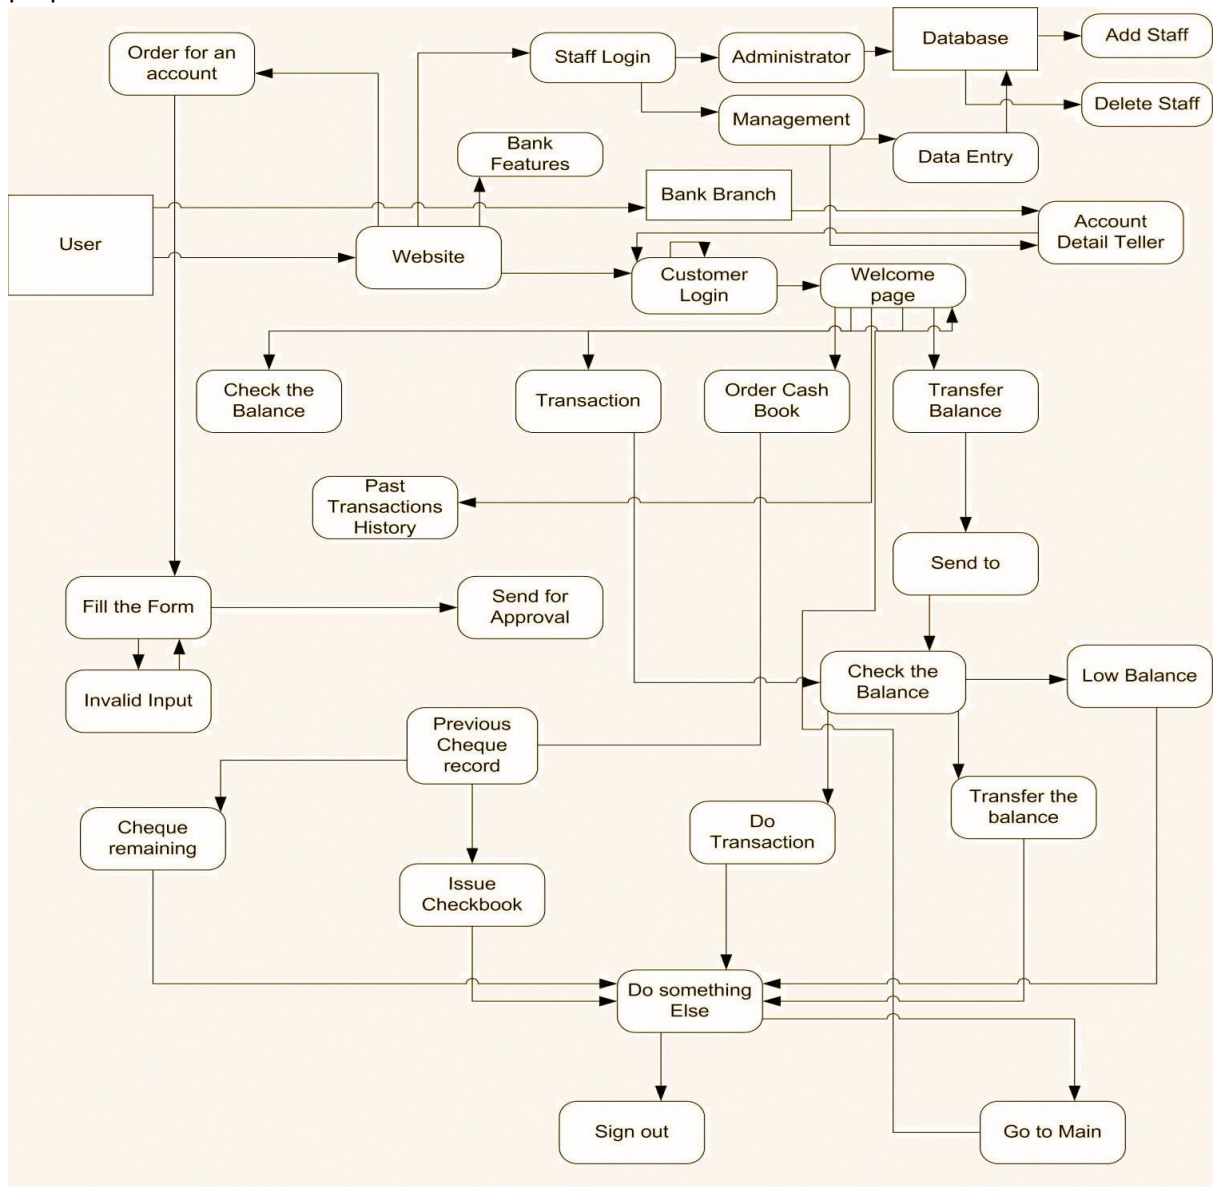 Order for an
account
Staff Login
Administrator
Database
Add Staff
Delete Staff
Management
Data Entry
Bank
Features
Bank Branch
Account
Detail Teller
User
Website
Customer
Login
Welcome
page
Check the
Balance
Transaction
Order Cash
Book
Transfer
Balance
Past
Transactions
History
Send to
Fill the Form
Send for
Approval
Invalid Input
Check the
Balance
Low Balance
Previous
Cheque
record
Transfer the
balance
Cheque
remaining
Do
Transaction
Issue
Checkbook
Do something
Else
Sign out
Go to Main